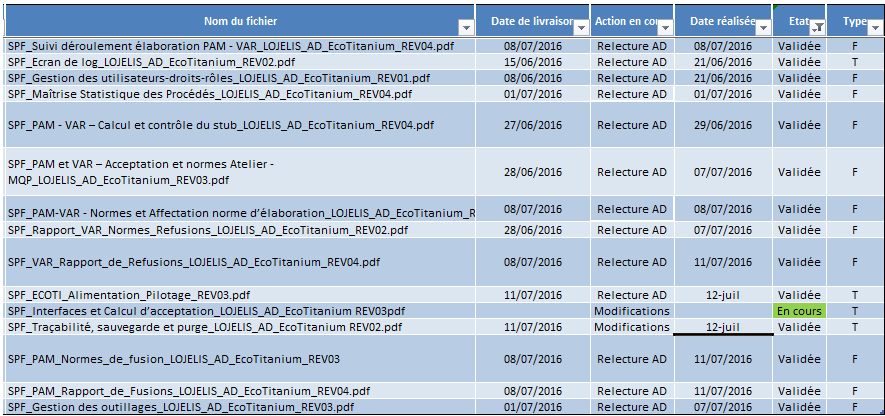 Nom du fichier Date de livraison Action en cou Date réalisée Etat Type
SPF_Suivi déroulement élaboration PAM - VAR_LOJELIS_AD_EcoTitanium_REV04.pdf 08/07/2016 Relecture AD 08/07/2016 Validée F
SPF_Ecran de log_LOJELIS_AD_EcoTitanium_REV02.pdf 15/06/2016 Relecture AD 21/06/2016 Validée T
SPF_Gestion des utilisateurs-droits-rôles_LOJELIS_AD_EcoTitanium_REV01.pdf 08/06/2016 Relecture AD 21/06/2016 Validée F
SPF_Maîtrise Statistique des Procédés_LOJELIS_AD_EcoTitanium_REV04.pdf 01/07/2016 Relecture AD 01/07/2016 Validée F
SPF_PAM - VAR – Calcul et contrôle du stub_LOJELIS_AD_EcoTitanium_REV04.pdf 27/06/2016 Relecture AD 29/06/2016 Validée F
SPF_PAM et VAR – Acceptation et normes Atelier -
MQP_LOJELIS_AD_EcoTitanium_REV03.pdf 28/06/2016 Relecture AD 07/07/2016 Validée F
SPF_PAM-VAR - Normes et Affectation norme d’élaboration_LOJELIS_AD_EcoTitanium_R 08/07/2016 Relecture AD 08/07/2016 Validée F
SPF_Rapport_VAR_Normes_Refusions_LOJELIS_AD_EcoTitanium_REV02.pdf 28/06/2016 Relecture AD 07/07/2016 Validée F
SPF_VAR_Rapport_de_Refusions_LOJELIS_AD_EcoTitanium_REV04.pdf 08/07/2016 Relecture AD 11/07/2016 Validée F
SPF_ECOTI_Alimentation_Pilotage_REV03.pdf 11/07/2016 Relecture AD 12-juil Validée T
SPF_Interfaces et Calcul d’acceptation_LOJELIS_AD_EcoTitanium REV03pdf Modifications En cours T
SPF_Traçabilité, sauvegarde et purge_LOJELIS_AD_EcoTitanium REV02.pdf 11/07/2016 Modifications 12-juil Validée T
SPF_PAM_Normes_de_fusion_LOJELIS_AD_EcoTitanium_REV03 08/07/2016 Relecture AD 11/07/2016 Validée F
SPF_PAM_Rapport_de_Fusions_LOJELIS_AD_EcoTitanium_REV04.pdf 08/07/2016 Relecture AD 11/07/2016 Validée F
SPF_Gestion des outillages_LOJELIS_AD_EcoTitanium_REV03.pdf 01/07/2016 Relecture AD 07/07/2016 Validée F